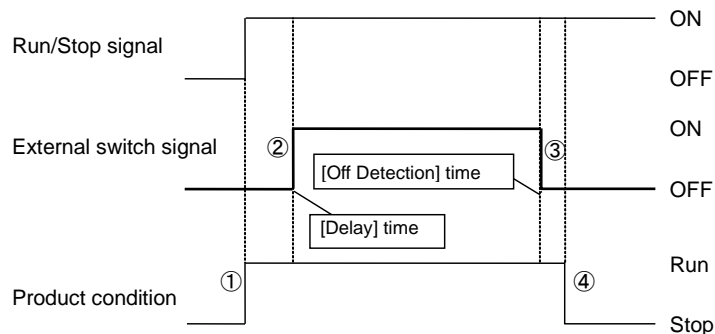 ON
Run/Stop signal
OFF
ON
External switch signal
②
③
[Off Detection] time
OFF
[Delay] time
Run
①
④
Product condition
Stop